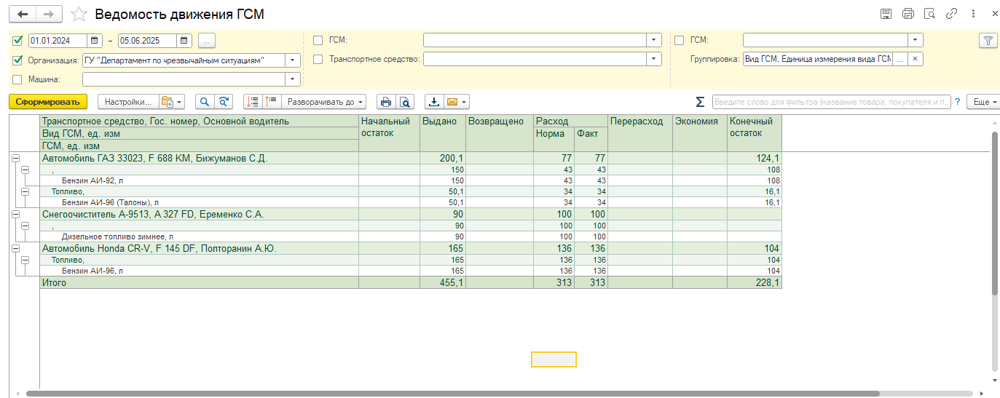 Ведомость движения ГСМ
01.01.2024 – 05.06.2025 ... ГСМ: ГСМ:
Организация: ГУ "Департамент по чрезвычайным ситуациям" Транспортное средство: Группировка: Вид ГСМ, Единица измерения вида ГСМ ... ×
Машина:
Сформировать Настройки... Разворачивать до Σ Введите слово для фильтра (название товара, покупателя и п... ? Еще
Транспортное средство, Гос. номер, Основной водитель Начальный остаток Выдано Возвращено Расход Перерасход Экономия Конечный остаток
Вид ГСМ, ед. изм Норма Факт
ГСМ, ед. изм
Автомобиль ГАЗ 33023, F 688 KM, Бижуманов С.Д. 200,1 77 77 124,1
, 150 43 43 108
Бензин АИ-92, л 150 43 43 108
Топливо, 50,1 34 34 16,1
Бензин АИ-96 (Талоны), л 50,1 34 34 16,1
Снегоочиститель А-9513, A 327 FD, Еременко С.А. 90 100 100
, 90 100 100
Дизельное топливо зимнее, л 90 100 100
Автомобиль Honda CR-V, F 145 DF, Полторанин А.Ю. 165 136 136 104
Топливо, 165 136 136 104
Бензин АИ-96, л 165 136 136 104
Итого 455,1 313 313 228,1